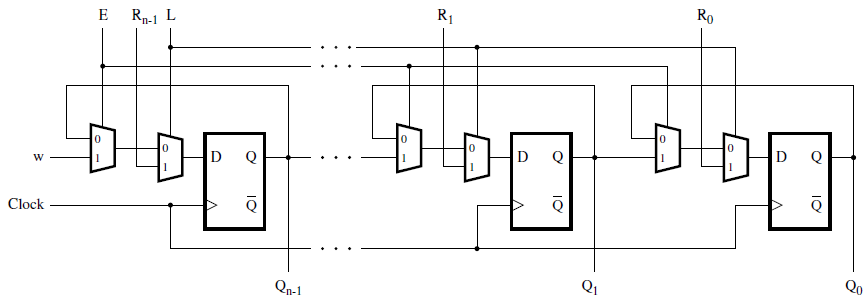 E R_{n-1} L R_1 R_0
0 0 0 0 0 0
w 1 1 D Q 1 1 D Q 1 1 D Q
Clock Q̅ Q̅ Q̅
Q_{n-1} Q_1 Q_0